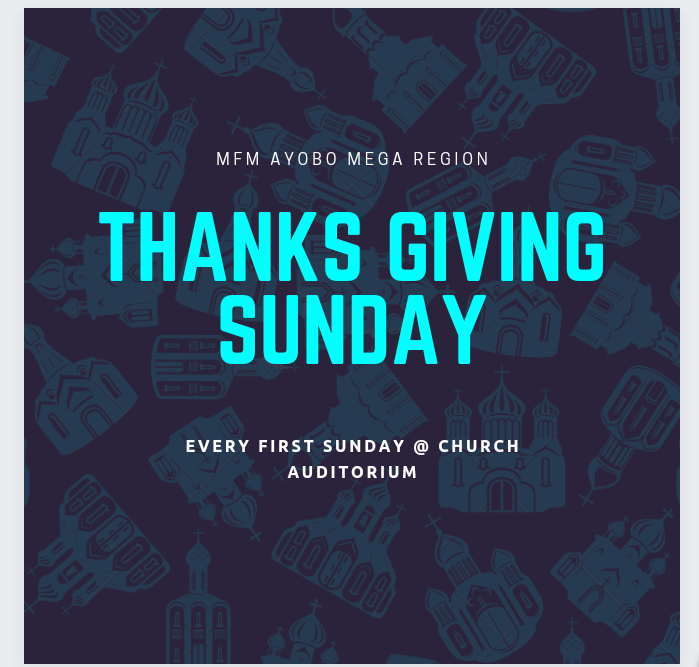 MFM AYOBO MEGA REGION
THANKS GIVING
SUNDAY
EVERY FIRST SUNDAY @ CHURCH
AUDITORIUM